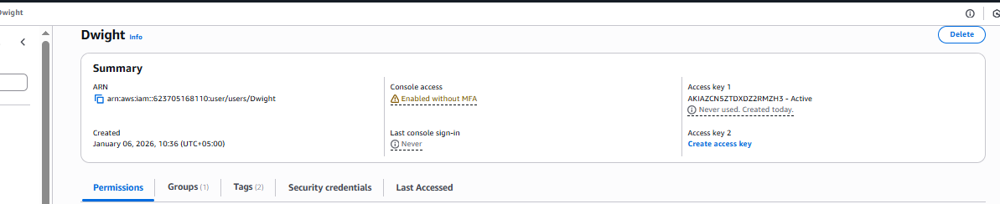 Dwight
Dwight Info
Delete
Summary
ARN
arn:aws:iam::623705168110:user/users/Dwight
Created
January 06, 2026, 10:36 (UTC+05:00)
Console access
Enabled without MFA
Last console sign-in
Never
Access key 1
AKIAZCN5ZTDXDZ2RMZH3 - Active
Never used. Created today.
Access key 2
Create access key
Permissions
Groups (1)
Tags (2)
Security credentials
Last Accessed